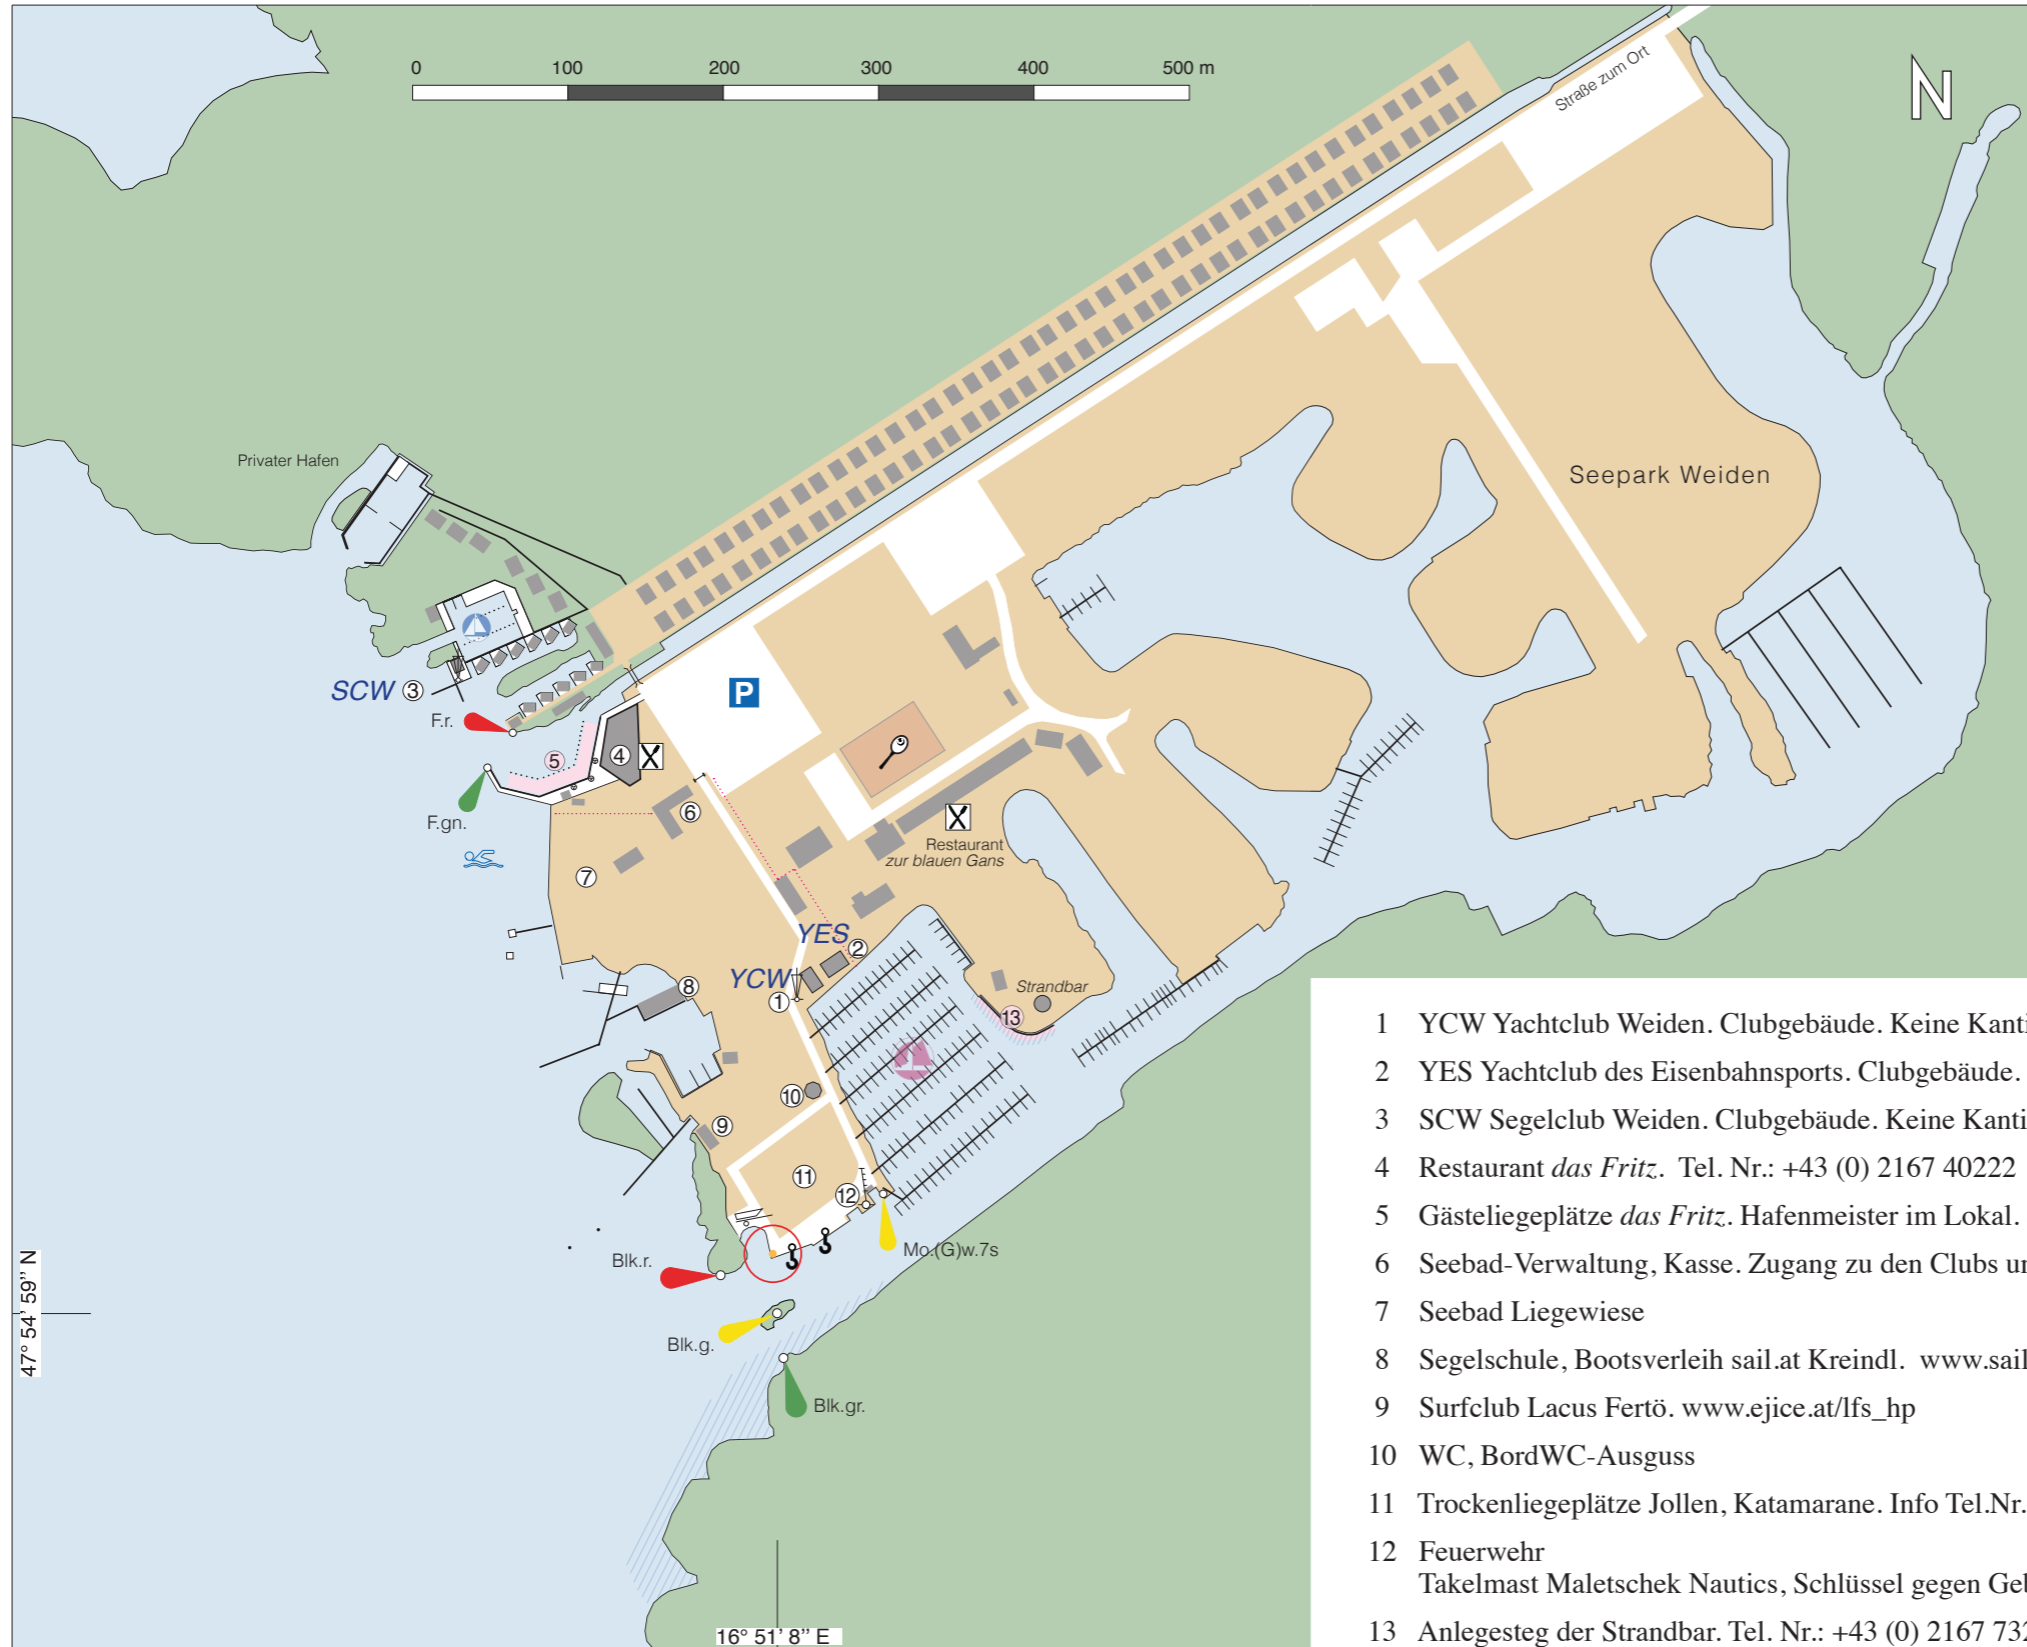 0 100 200 300 400 500 m
N
Straße zum Ort
Privater Hafen
Seepark Weiden
SCW 3
F.r.
P
5
4
F.gn.
6
Restaurant
zur blauen Gans
7
YES
2
YCW
1
8
Strandbar
13
10
9
11
12
Mo.(G)w.7s
Blk.r.
Blk.g.
Blk.gr.
47° 54' 59" N
16° 51' 8" E
1 YCW Yachtclub Weiden. Clubgebäude. Keine Kanti
2 YES Yachtclub des Eisenbahnsports. Clubgebäude.
3 SCW Segelclub Weiden. Clubgebäude. Keine Kanti
4 Restaurant das Fritz. Tel. Nr.: +43 (0) 2167 40222
5 Gästeliegeplätze das Fritz. Hafenmeister im Lokal.
6 Seebad-Verwaltung, Kasse. Zugang zu den Clubs u
7 Seebad Liegewiese
8 Segelschule, Bootsverleih sail.at Kreindl. www.sail
9 Surfclub Lacus Fertö. www.ejice.at/lfs_hp
10 WC, BordWC-Ausguss
11 Trockenliegeplätze Jollen, Katamarane. Info Tel.Nr.
12 Feuerwehr
Takelmast Maletschek Nautics, Schlüssel gegen Gel
13 Anlegesteg der Strandbar. Tel. Nr.: +43 (0) 2167 732